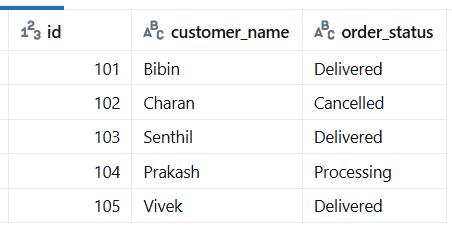 123 id ABC customer_name ABC order_status
101 Bibin Delivered
102 Charan Cancelled
103 Senthil Delivered
104 Prakash Processing
105 Vivek Delivered